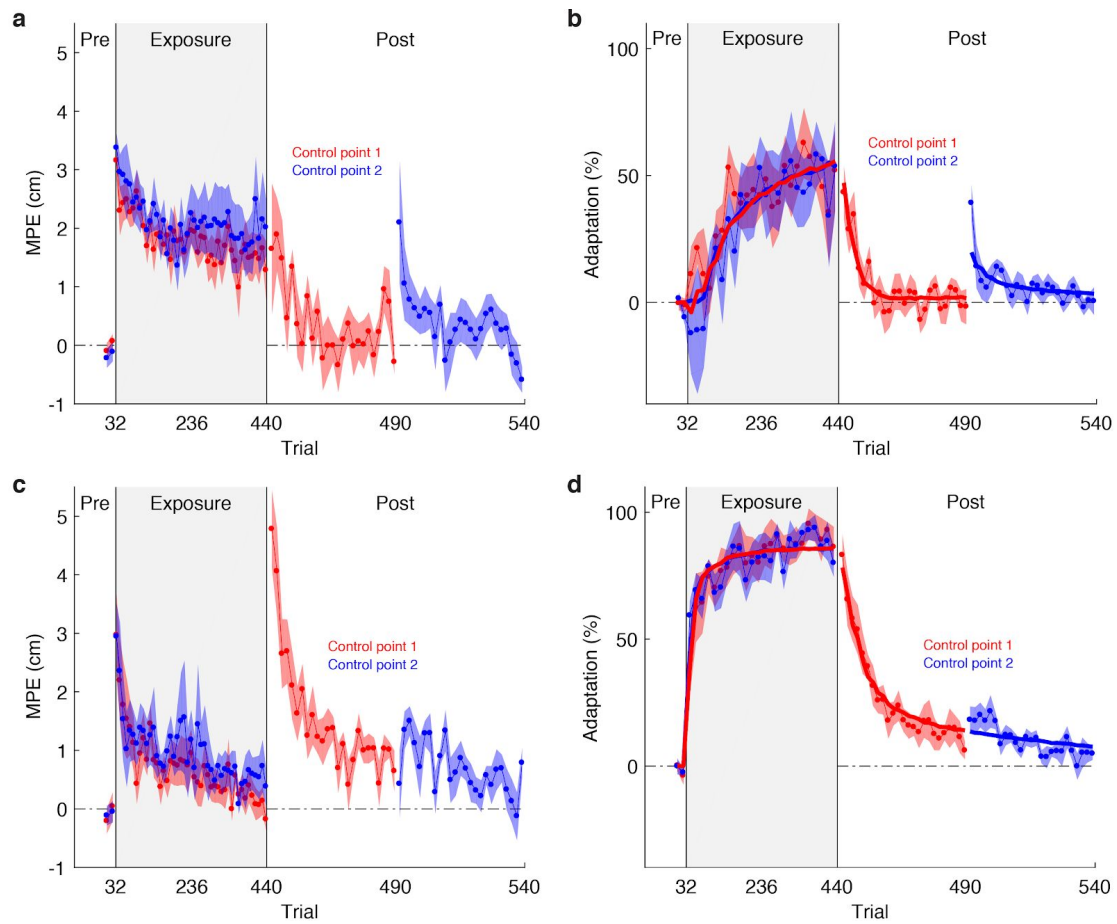 a
Pre
Exposure
Post
5
4
3
2
1
0
-1
MPE (cm)
Control point 1
Control point 2
32
236
440
490
540
Trial
b
Pre
Exposure
Post
100
50
0
Adaptation (%)
Control point 1
Control point 2
32
236
440
490
540
Trial
c
Pre
Exposure
Post
5
4
3
2
1
0
-1
MPE (cm)
Control point 1
Control point 2
32
236
440
490
540
Trial
d
Pre
Exposure
Post
100
50
0
Adaptation (%)
Control point 1
Control point 2
32
236
440
490
540
Trial